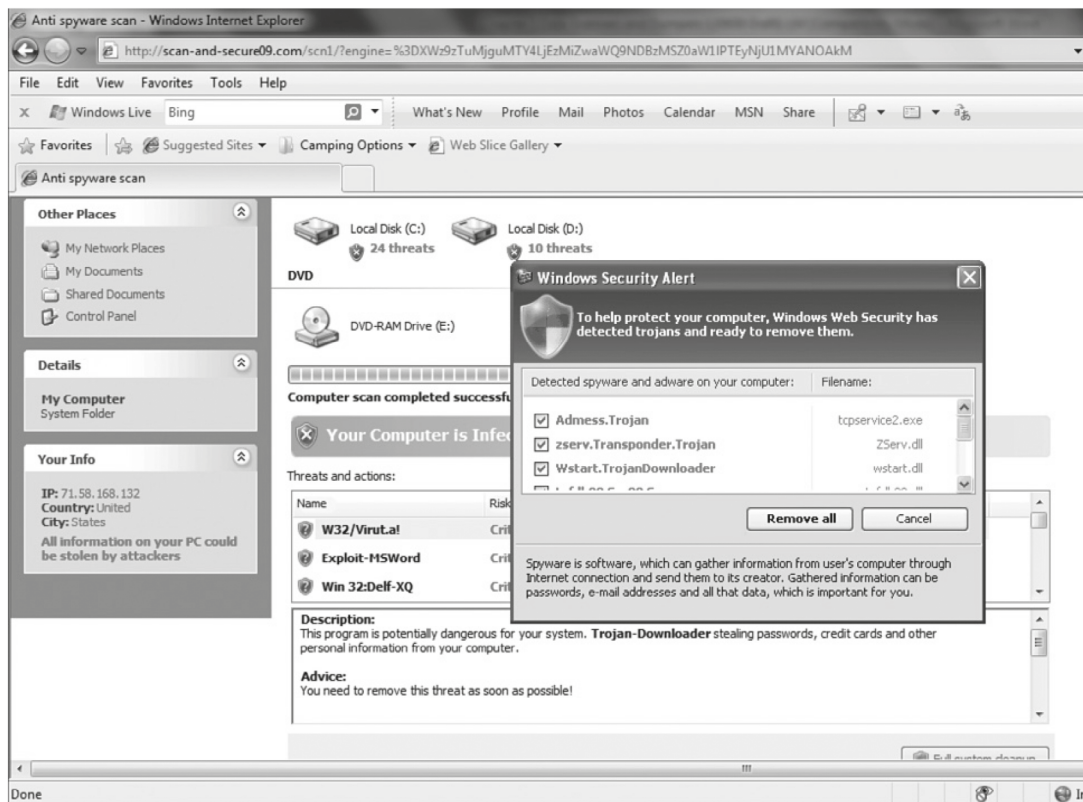 Anti spyware scan - Windows Internet Explorer
http://scan-and-secure09.com/scn1/?engine=%3DXWz9zTuMjguMTY4LjEzMiZwaWQ9NDBzMSZ0aW1lPTEyNjU1MYANOAkM
File Edit View Favorites Tools Help
x Windows Live Bing What's New Profile Mail Photos Calendar MSN Share
Favorites Suggested Sites Camping Options Web Slice Gallery
Anti spyware scan
Other Places
My Network Places
My Documents
Shared Documents
Control Panel
Details
My Computer
System Folder
Your Info
IP: 71.58.168.132
Country: United
City: States
All information on your PC could
be stolen by attackers
Local Disk (C:)
24 threats
Local Disk (D:)
10 threats
DVD
DVD-RAM Drive (E:)
Computer scan completed
Your Computer is
Threats and actions:
Name
W32/Virut.a!
Exploit-MSWord
Win 32:Delf-XQ
Description:
This program is potentially dangerous for your system. Trojan-Downloader stealing passwords, credit cards and other
personal information from your computer.
Advice:
You need to remove this threat as soon as possible!
Windows Security Alert
To help protect your computer, Windows Web Security has
detected trojans and ready to remove them.
Detected spyware and adware on your computer: Filename:
Admess.Trojan tcpservice2.exe
zserv.Transponder.Trojan ZServ.dll
Wstart.TrojanDownloader wstart.dll
Remove all Cancel
Spyware is software, which can gather information from user's computer through
Internet connection and send them to its creator. Gathered information can be
passwords, e-mail addresses and all that data, which is important for you.
Full system cleanup
Done